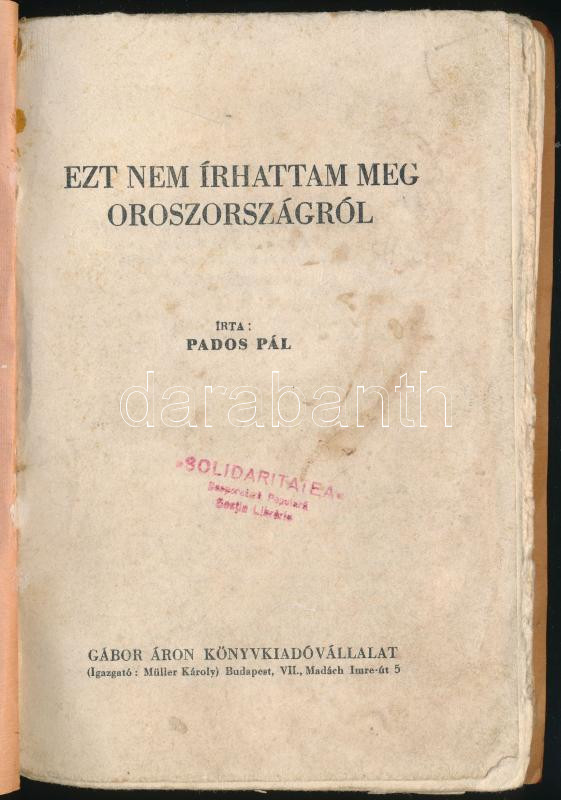 EZT NEM ÍRHATTAM MEG
OROSZORSZÁGRÓL
ÍRTA :
PADOS PÁL
darabanth
«SOLIDARITATEA»
Populară
Secția Librărie
GÁBOR ÁRON KÖNYVKIADÓVÁLLALAT
(Igazgató : Müller Károly) Budapest, VII., Madách Imre-út 5